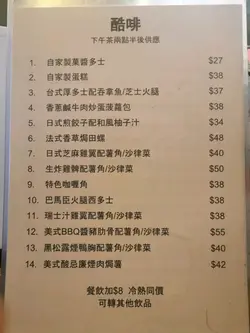 酷啡
下午茶兩點半後供應
1. 自家製菓醬多士 $27
2. 自家製蛋糕 $38
3. 台式厚多士配吞拿魚/芝士火腿 $34
4. 香蔥鹹牛肉炒蛋菠蘿包 $38
5. 日式煎餃子配和風柚子汁 $34
6. 法式香草焗田螺 $48
7. 日式芝麻雞翼配薯角/沙律菜 $40
8. 生炸雞髀配薯角/沙律菜 $50
9. 特色咖喱角 $38
10. 巴馬臣火腿西多士 $38
11. 瑞士汁雞翼配薯角/沙律菜 $38
12. 美式BBQ醬豬肋骨配薯角/沙律菜 $55
13. 黑松露煙鴨胸配薯角/沙律菜 $40
14. 美式酸忌廉煙肉焗薯 $42
餐飲加$8 冷熱同價
可轉其他飲品